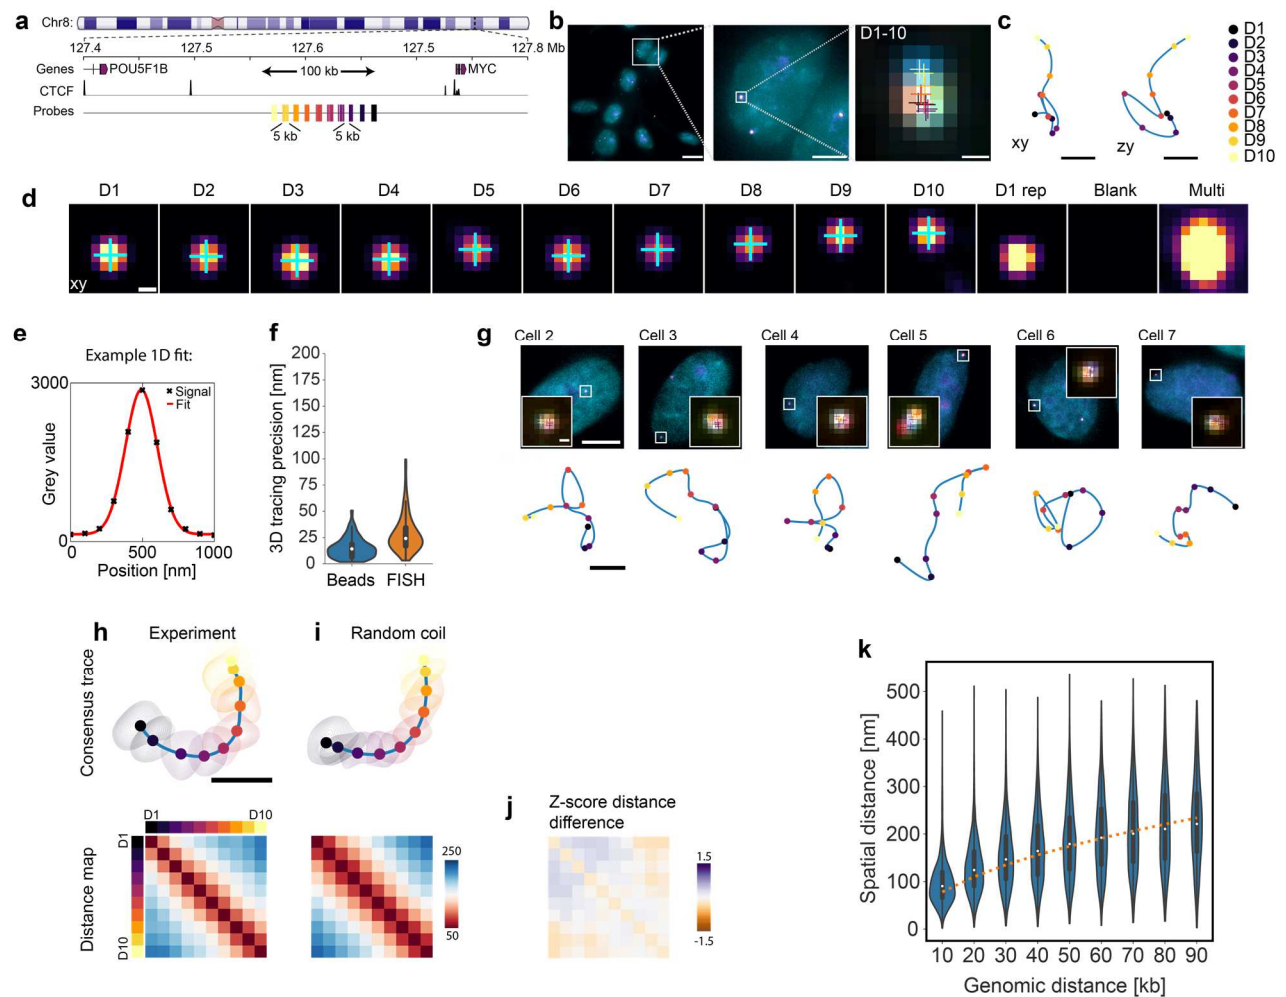 a
Chr8:
127.4 127.5 127.6 127.5 127.8 Mb
Genes POU5F1B 100 kb MYC
CTCF
Probes
5 kb 5 kb
b
D1-10
c
xy zy
D1
D2
D3
D4
D5
D6
D7
D8
D9
D10
d
D1 D2 D3 D4 D5 D6 D7 D8 D9 D10 D1 rep Blank Multi
xy
e
Example 1D fit:
3000
Signal
Fit
Grey value
0
0 500 1000
Position [nm]
f
3D tracing precision [nm]
200
175
150
125
100
75
50
25
0
Beads FISH
g
Cell 2 Cell 3 Cell 4 Cell 5 Cell 6 Cell 7
h Experiment
i Random coil
Consensus trace
Distance map
D1 D10
D1
D10
250
50
j Z-score distance
difference
1.5
-1.5
k
Spatial distance [nm]
500
400
300
200
100
0
10 20 30 40 50 60 70 80 90
Genomic distance [kb]